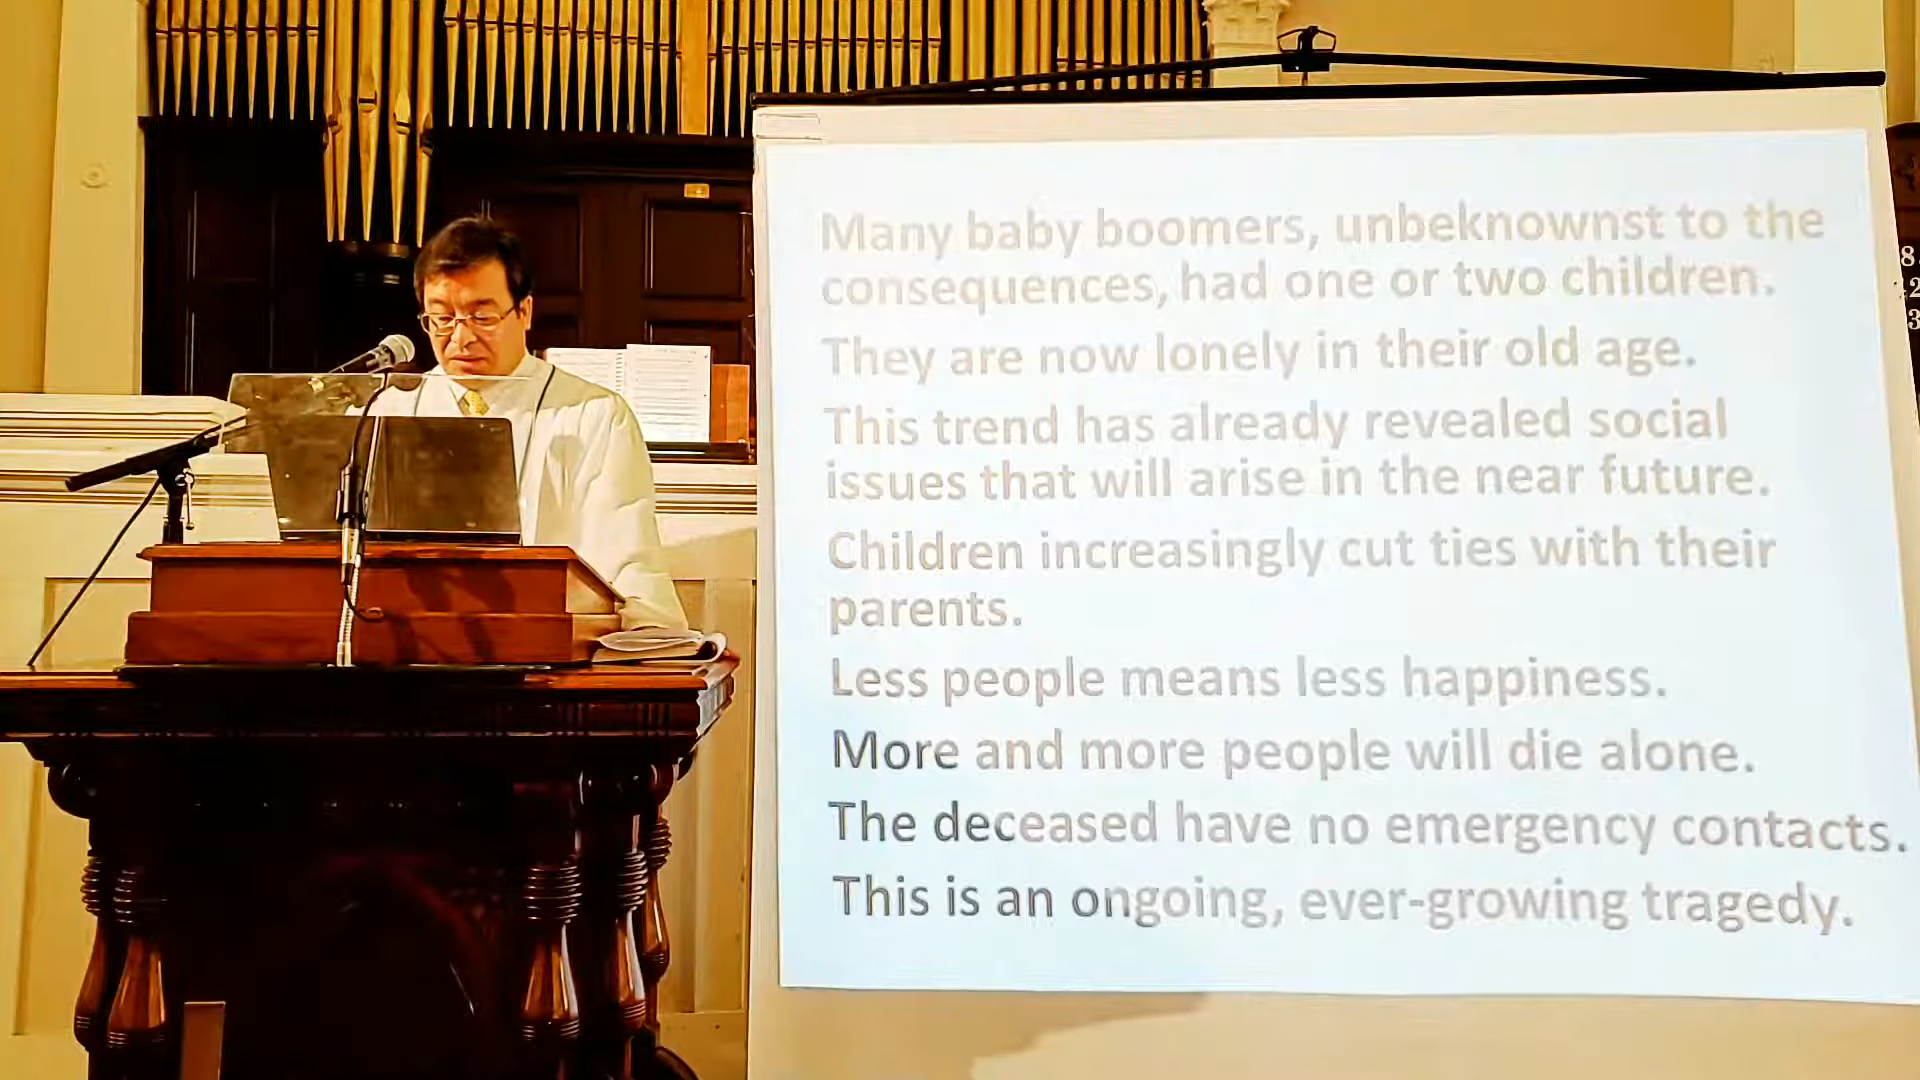 Many baby boomers, unbeknownst to the
consequences, had one or two children.
They are now lonely in their old age.
This trend has already revealed social
issues that will arise in the near future.
Children increasingly cut ties with their
parents.
Less people means less happiness.
More and more people will die alone.
The deceased have no emergency contacts.
This is an ongoing, ever-growing tragedy.
8
2
3